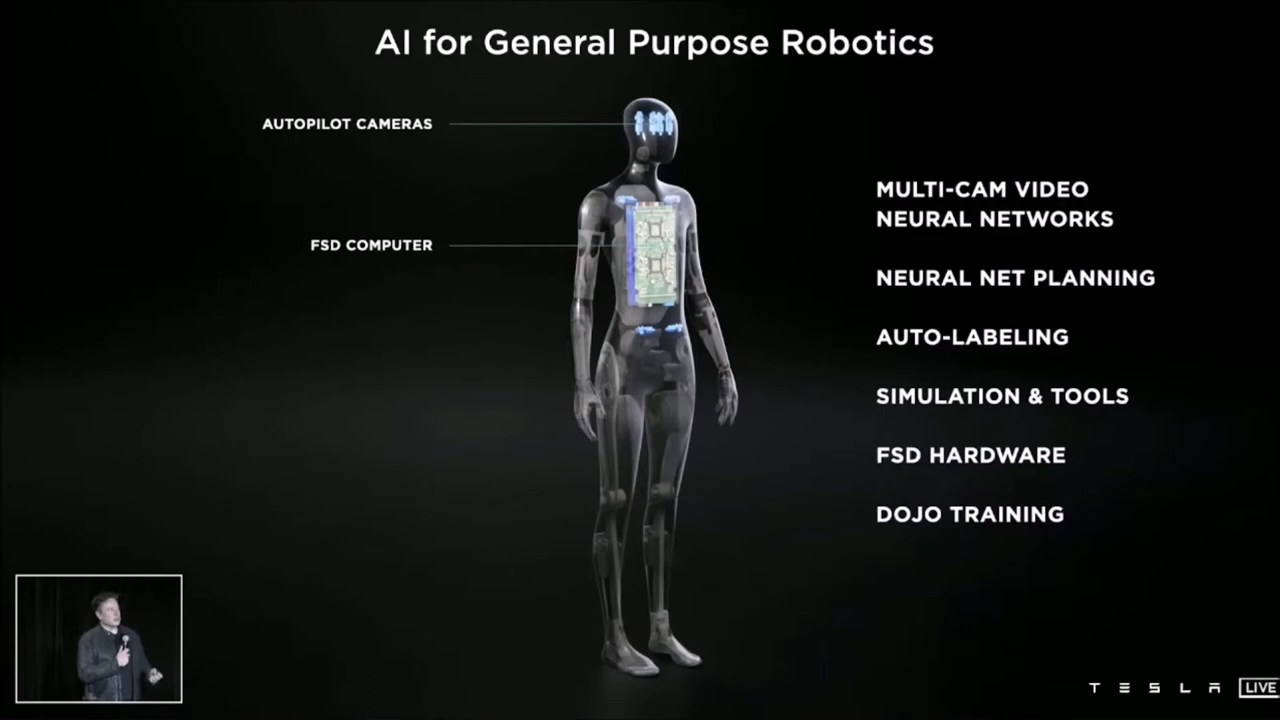 AI for General Purpose Robotics
AUTOPILOT CAMERAS
FSD COMPUTER
MULTI-CAM VIDEO
NEURAL NETWORKS
NEURAL NET PLANNING
AUTO-LABELING
SIMULATION & TOOLS
FSD HARDWARE
DOJO TRAINING
TESLA LIVE